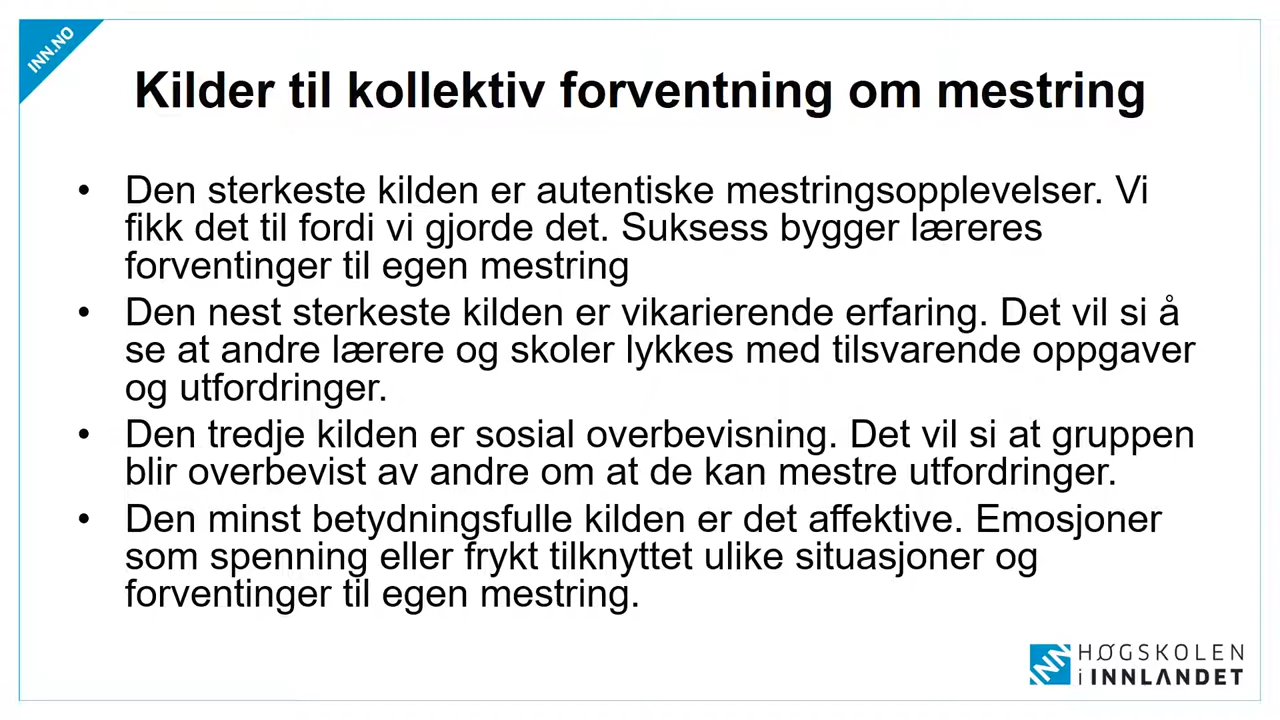 INN.NO
Kilder til kollektiv forventning om mestring
• Den sterkeste kilden er autentiske mestringsopplevelser. Vi
fikk det til fordi vi gjorde det. Suksess bygger læreres
forventinger til egen mestring
• Den nest sterkeste kilden er vikarierende erfaring. Det vil si å
se at andre lærere og skoler lykkes med tilsvarende oppgaver
og utfordringer.
• Den tredje kilden er sosial overbevisning. Det vil si at gruppen
blir overbevist av andre om at de kan mestre utfordringer.
• Den minst betydningsfulle kilden er det affektive. Emosjoner
som spenning eller frykt tilknyttet ulike situasjoner og
forventinger til egen mestring.
INN HØGSKOLEN
i INNLANDET